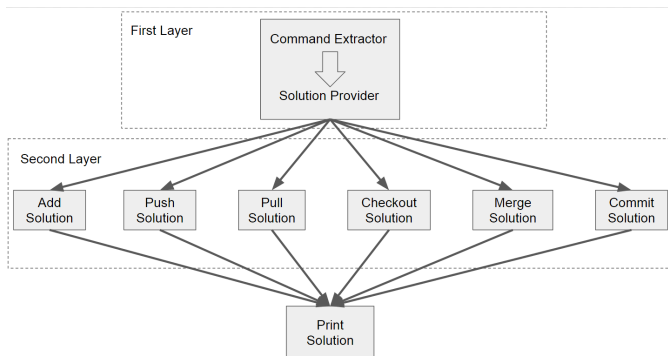 First Layer
Command Extractor
Solution Provider
Second Layer
Add
Solution
Push
Solution
Pull
Solution
Checkout
Solution
Merge
Solution
Commit
Solution
Print
Solution